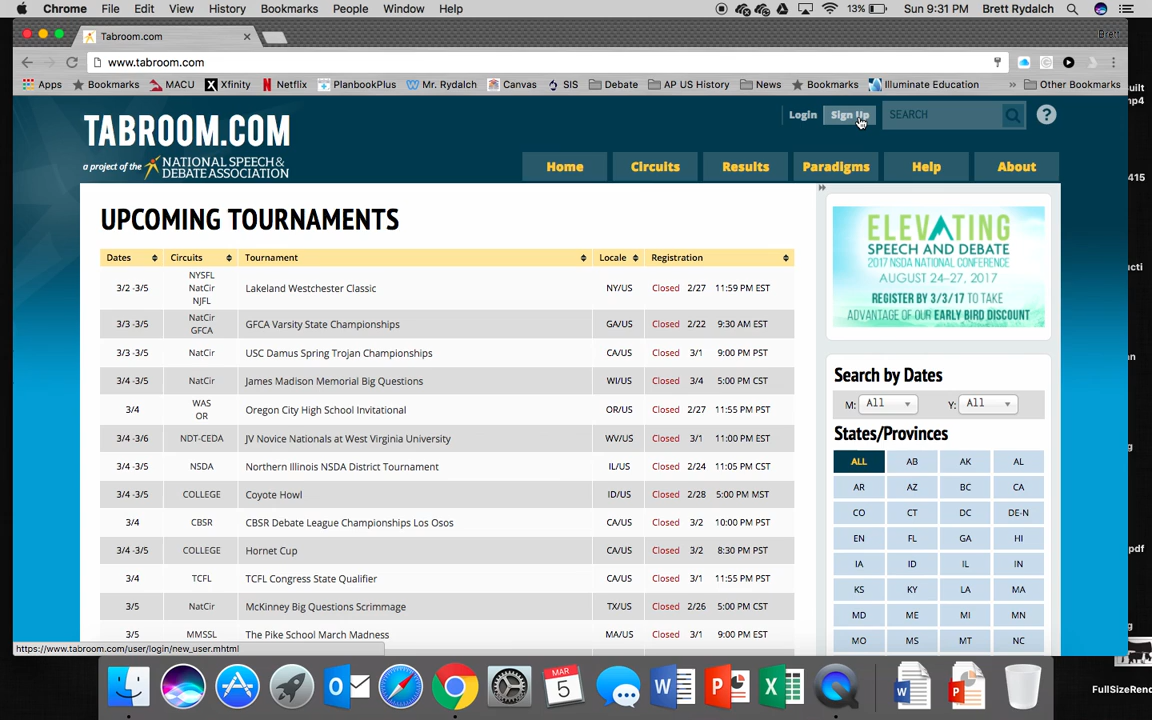 Chrome File Edit View History Bookmarks People Window Help 13% Sun 9:31 PM Brett Rydalch
Tabroom.com
Brett
www.tabroom.com
Apps Bookmarks MACU Xfinity Netflix PlanbookPlus Mr. Rydalch Canvas SIS Debate AP US History News Bookmarks Illuminate Education » Other Bookmarks
TABROOM.COM
a project of the NATIONAL SPEECH & DEBATE ASSOCIATION
Login Sign Up SEARCH ?
Home Circuits Results Paradigms Help About
UPCOMING TOURNAMENTS
Dates Circuits Tournament Locale Registration
3/2 -3/5 NYSFL NatCir NJFL Lakeland Westchester Classic NY/US Closed 2/27 11:59 PM EST
3/3 -3/5 NatCir GFCA GFCA Varsity State Championships GA/US Closed 2/22 9:30 AM EST
3/3 -3/5 NatCir USC Damus Spring Trojan Championships CA/US Closed 3/1 9:00 PM PST
3/4 -3/5 NatCir James Madison Memorial Big Questions WI/US Closed 3/4 5:00 PM CST
3/4 WAS OR Oregon City High School Invitational OR/US Closed 2/27 11:55 PM PST
3/4 -3/6 NDT-CEDA JV Novice Nationals at West Virginia University WV/US Closed 3/1 11:00 PM EST
3/4 -3/5 NSDA Northern Illinois NSDA District Tournament IL/US Closed 2/24 11:05 PM CST
3/4 -3/5 COLLEGE Coyote Howl ID/US Closed 2/28 5:00 PM MST
3/4 CBSR CBSR Debate League Championships Los Osos CA/US Closed 3/2 10:00 PM PST
3/4 -3/5 COLLEGE Hornet Cup CA/US Closed 3/2 8:30 PM PST
3/4 TCFL TCFL Congress State Qualifier CA/US Closed 3/1 11:55 PM PST
3/5 NatCir McKinney Big Questions Scrimmage TX/US Closed 2/26 5:00 PM CST
3/5 MMSSL The Pike School March Madness MA/US Closed 3/1 9:00 PM EST
ELEVATING
SPEECH AND DEBATE
2017 NSDA NATIONAL CONFERENCE
AUGUST 24-27, 2017
REGISTER BY 3/3/17 TO TAKE
ADVANTAGE OF OUR EARLY BIRD DISCOUNT
Search by Dates
M: All Y: All
States/Provinces
ALL AB AK AL
AR AZ BC CA
CO CT DC DE-N
EN FL GA HI
IA ID IL IN
KS KY LA MA
MD ME MI MN
MO MS MT NC
https://www.tabroom.com/user/login/new_user.mhtml
MAR
5
W P X W P
FullSizeRend